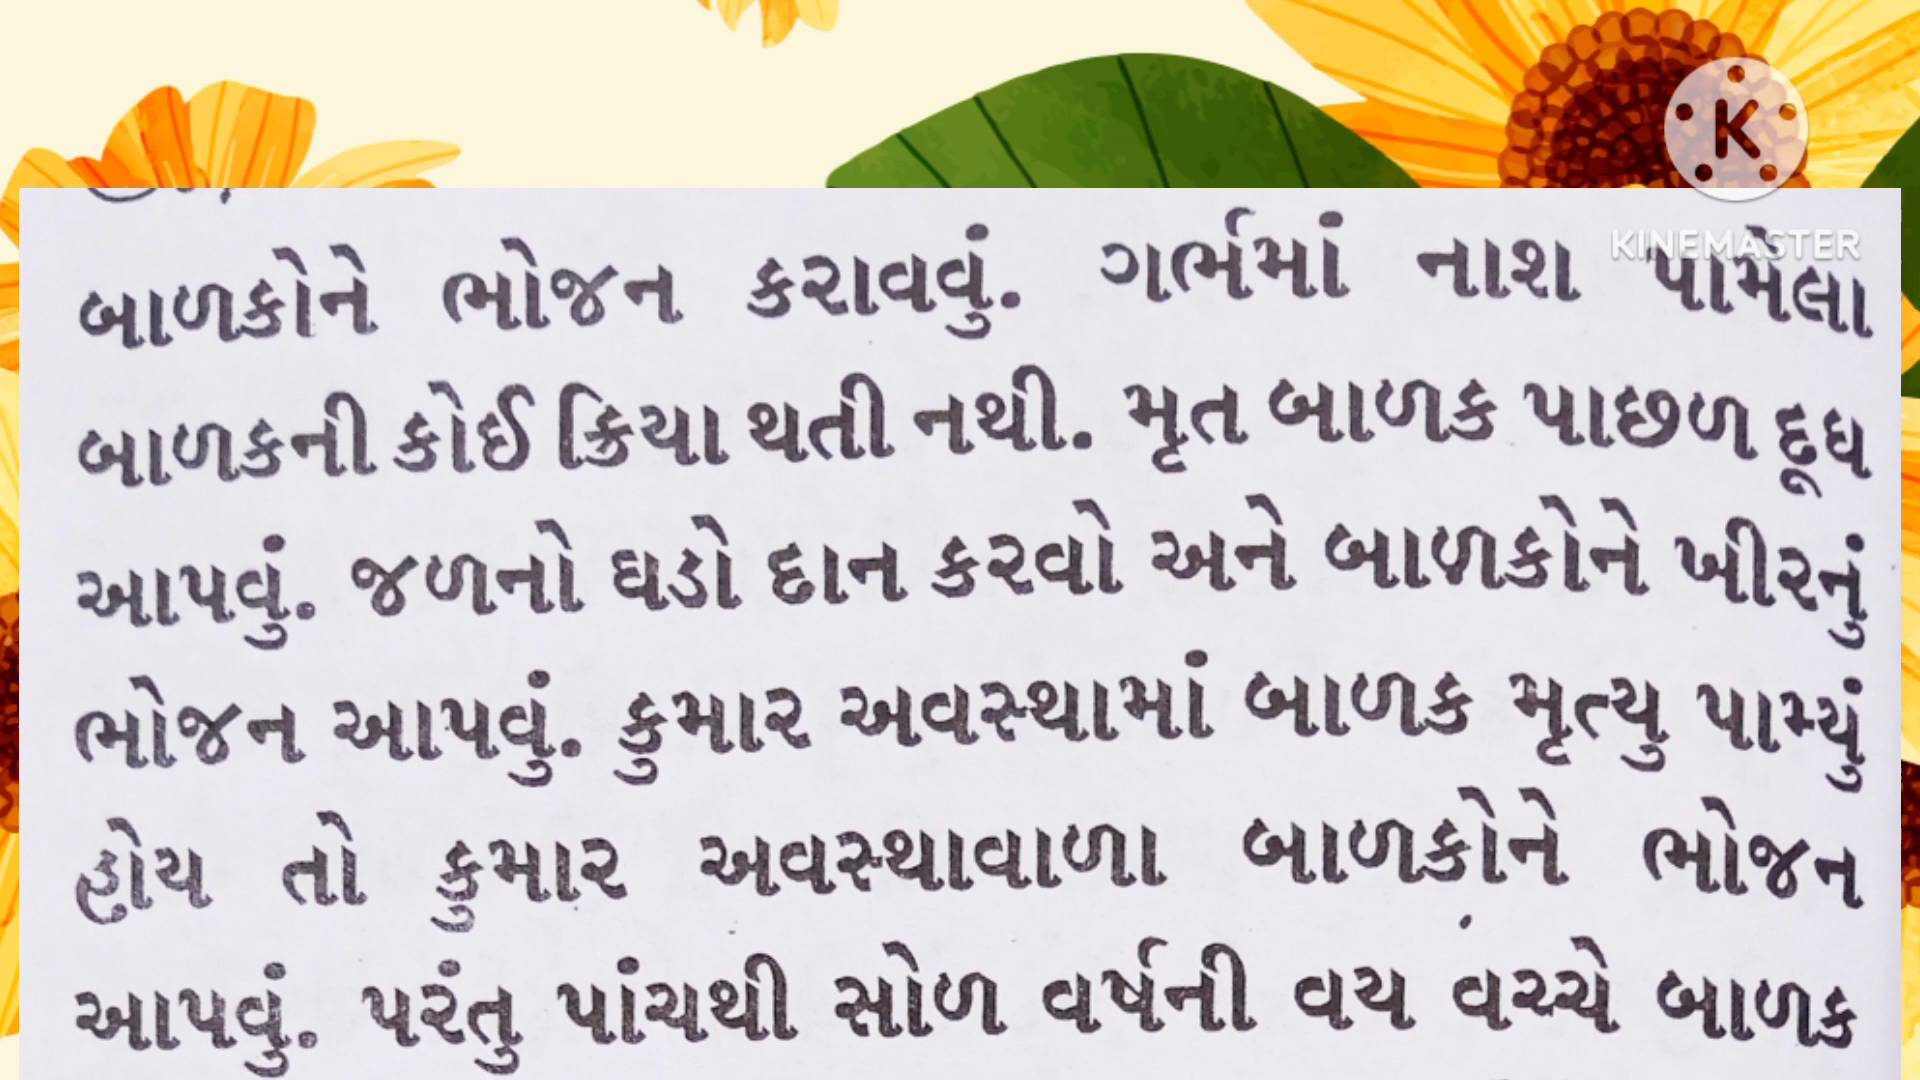 K
KINEMASTER
બાળકોને ભોજન કરાવવું. ગર્ભમાં નાશ પામેલા
બાળકની કોઈ ક્રિયા થતી નથી. મૃત બાળક પાછળ દૂધ
આપવું. જળનો ઘડો દાન કરવો અને બાળકોને ખીરનું
ભોજન આપવું. કુમાર અવસ્થામાં બાળક મૃત્યુ પામ્યું
હોય તો કુમાર અવસ્થાવાળા બાળકોને ભોજન
આપવું. પરંતુ પાંચથી સોળ વર્ષની વય વચ્ચે બાળક